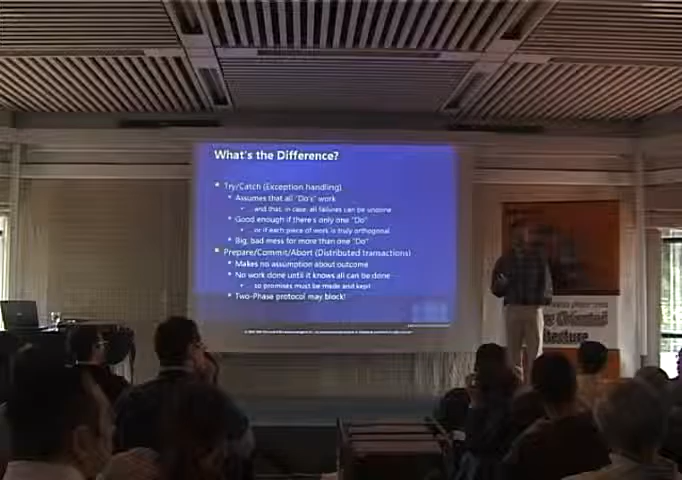 What's the Difference?
Try/Catch (Exception handling)
Assumes that all "Do's" work
and that, in case, all failures can be undone
Good enough if there's only one "Do"
or if each piece of work is truly orthogonal
Big, bad mess for more than one "Do"
Prepare/Commit/Abort (Distributed transactions)
Makes no assumption about outcome
No work done until it knows all can be done
so promises must be made and kept!
Two-Phase protocol may block!
Oriented